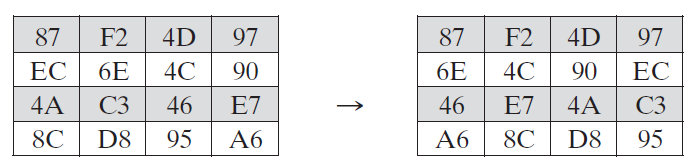 87 F2 4D 97 87 F2 4D 97
EC 6E 4C 90 6E 4C 90 EC
4A C3 46 E7 → 46 E7 4A C3
8C D8 95 A6 A6 8C D8 95